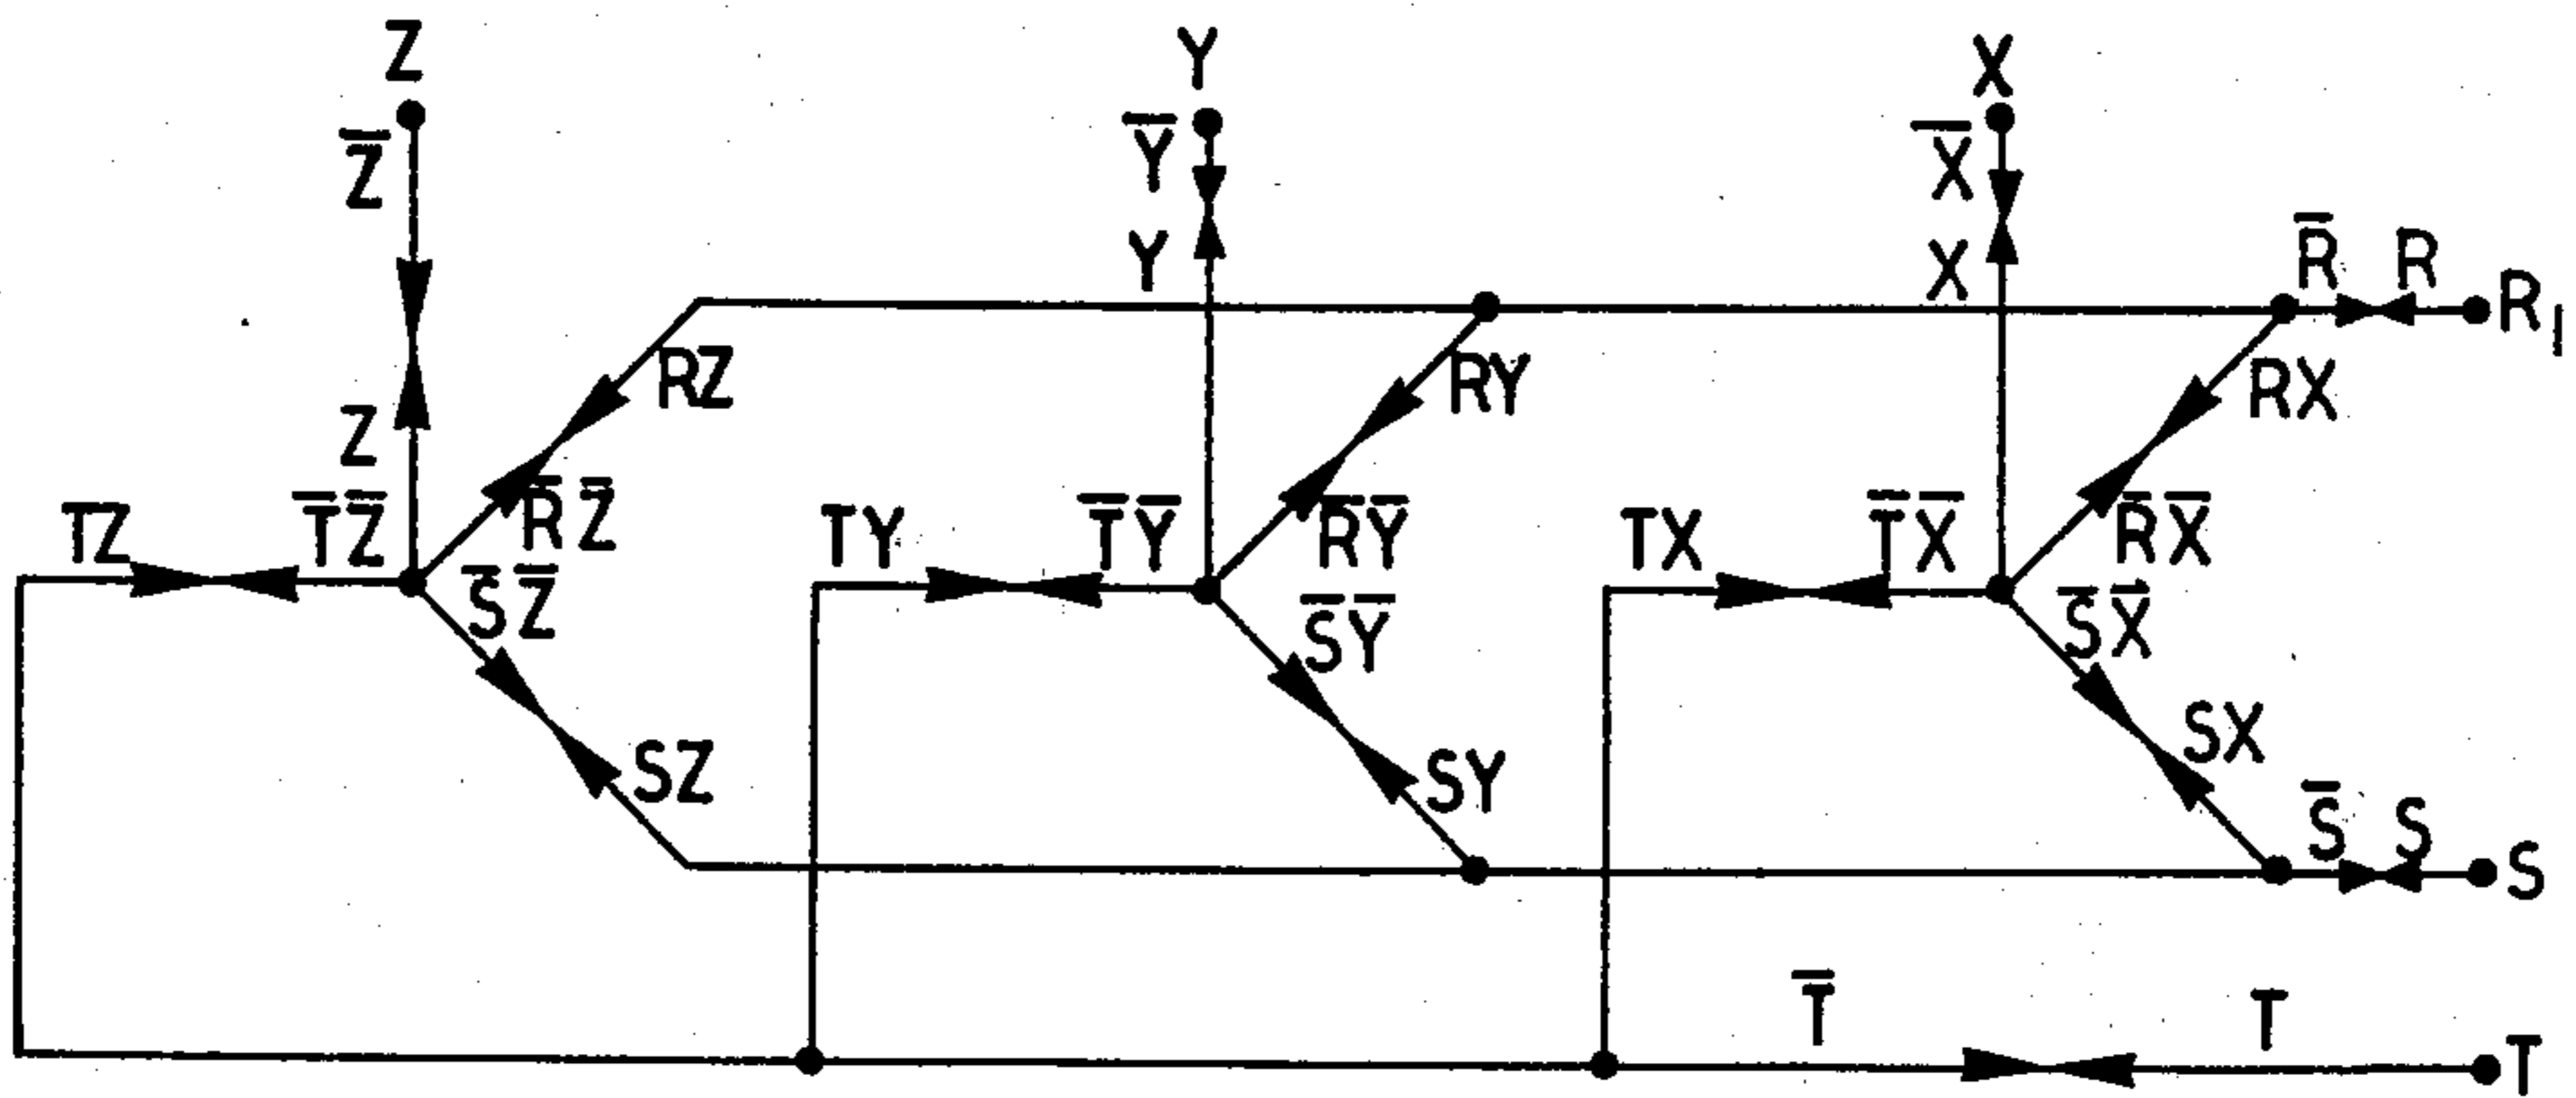 Z Y X
Z̅ Y̅ X̅
Y X R̅ R R₁
RZ RY RX
Z
TZ T̅Z̅ R̅Z̅ TY T̅Y̅ R̅Y̅ TX T̅X̅ R̅X̅
S̅Z̅ S̅Y̅ S̅X̅
SZ SY SX
S̅ S S
T̅ T T